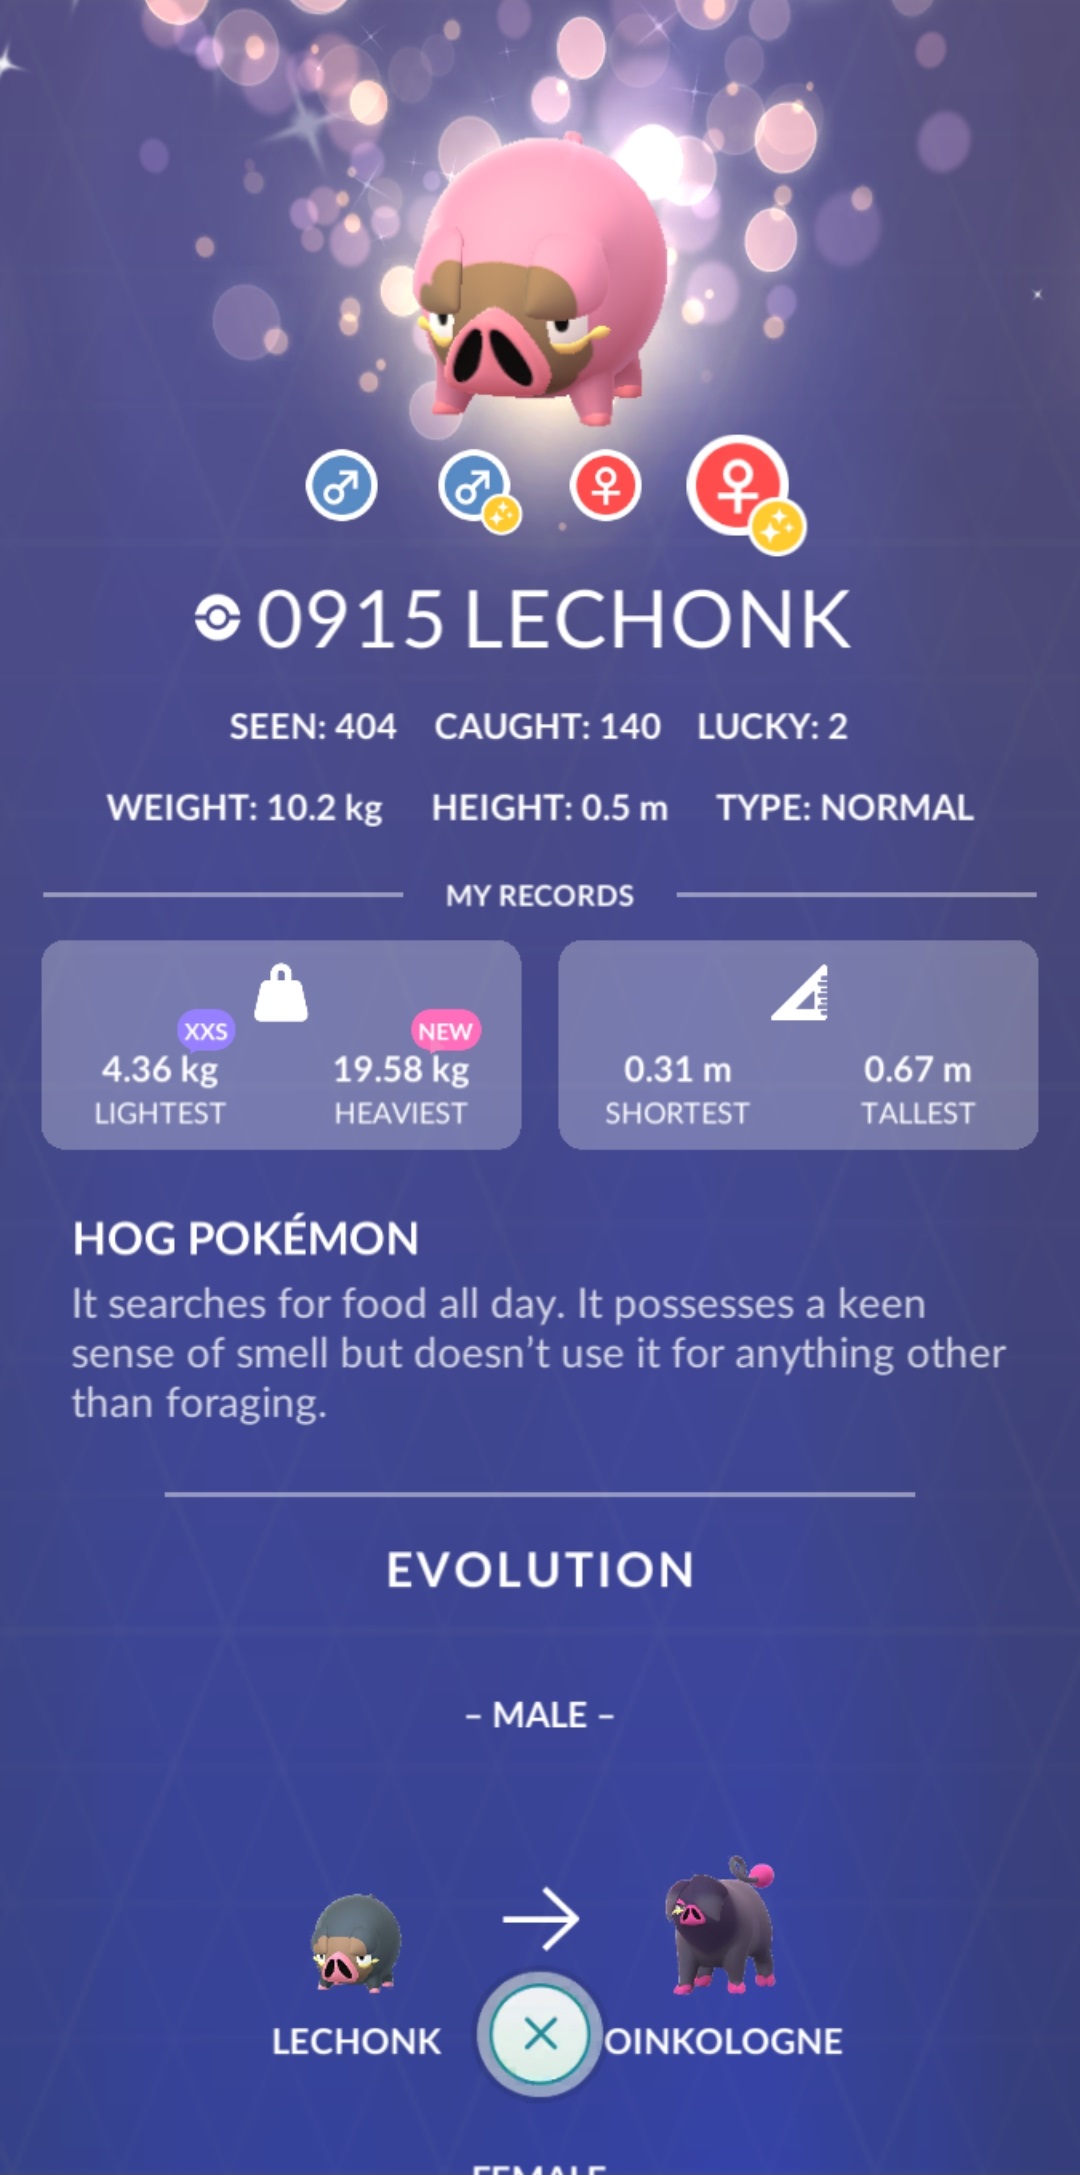 0915 LECHONK
SEEN: 404 CAUGHT: 140 LUCKY: 2
WEIGHT: 10.2 kg HEIGHT: 0.5 m TYPE: NORMAL
MY RECORDS
XXS NEW
4.36 kg 19.58 kg 0.31 m 0.67 m
LIGHTEST HEAVIEST SHORTEST TALLEST
HOG POKÉMON
It searches for food all day. It possesses a keen
sense of smell but doesn’t use it for anything other
than foraging.
EVOLUTION
– MALE –
LECHONK OINKOLOGNE
FEMALE